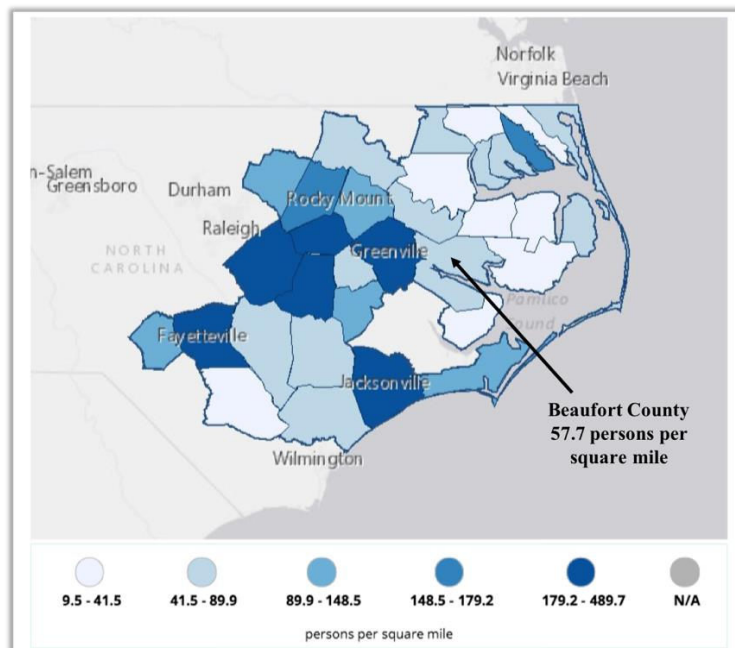 Norfolk
Virginia Beach
n-Salem
Greensboro
Durham
Rocky Mount
Raleigh
Greenville
NORTH
CAROLINA
Pamlico
ound
Fayetteville
Jacksonville
Beaufort County
57.7 persons per
square mile
Wilmington
9.5 - 41.5
41.5 - 89.9
89.9 - 148.5
148.5 - 179.2
179.2 - 489.7
N/A
persons per square mile